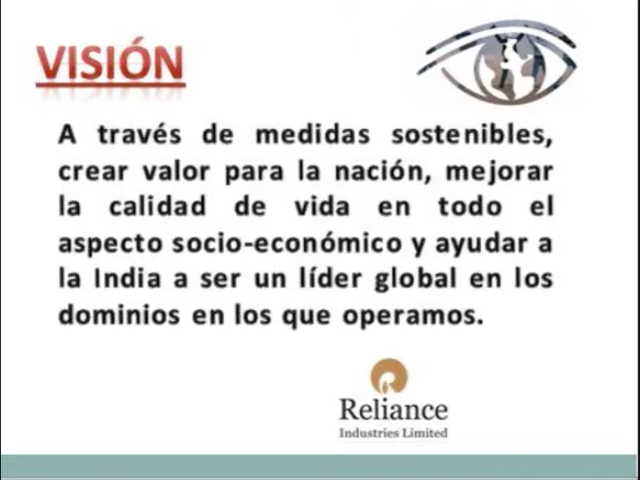 VISIÓN
A través de medidas sostenibles,
crear valor para la nación, mejorar
la calidad de vida en todo el
aspecto socio-económico y ayudar a
la India a ser un líder global en los
dominios en los que operamos.
Reliance
Industries Limited